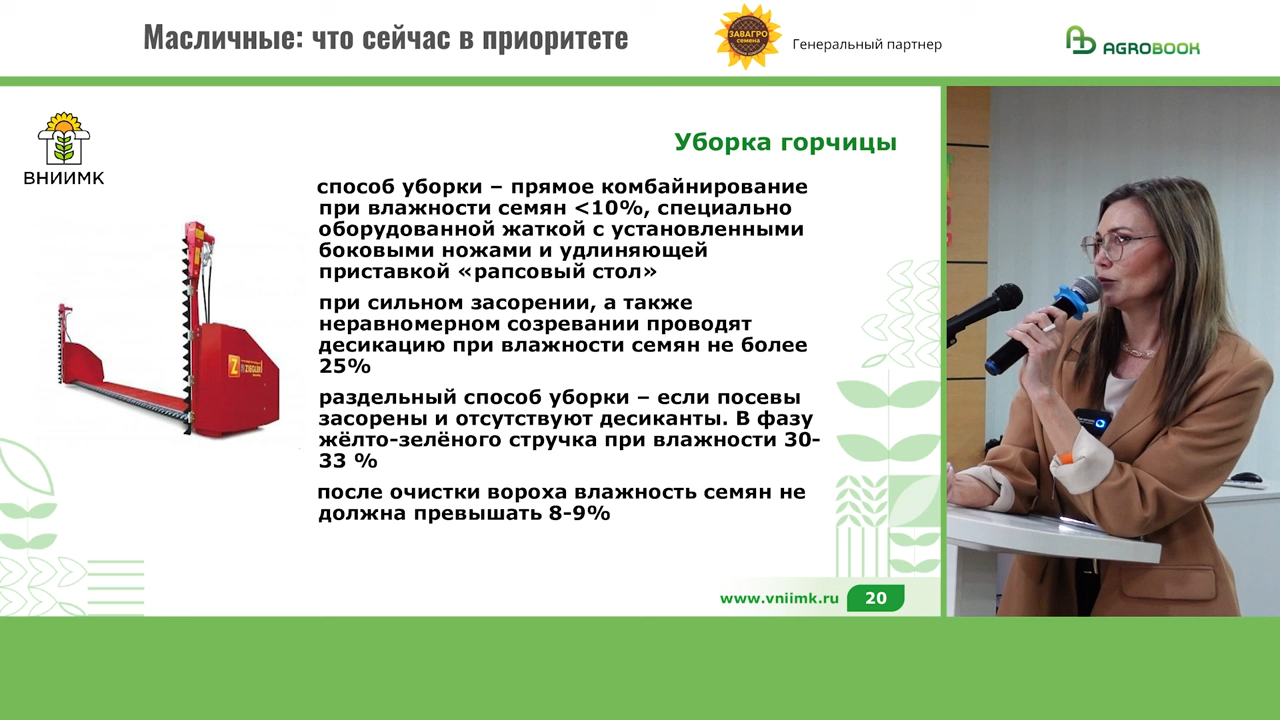 Масличные: что сейчас в приоритете
ЗАВАГРО
семена
Генеральный партнер
AGROBOOK
ВНИИМК
Уборка горчицы
способ уборки – прямое комбайнирование
при влажности семян <10%, специально
оборудованной жаткой с установленными
боковыми ножами и удлиняющей
приставкой «рапсовый стол»
при сильном засорении, а также
неравномерном созревании проводят
десикацию при влажности семян не более
25%
раздельный способ уборки – если посевы
засорены и отсутствуют десиканты. В фазу
жёлто-зелёного стручка при влажности 30-
33 %
после очистки вороха влажность семян не
должна превышать 8-9%
Z ZIEGLER
www.vniimk.ru
20